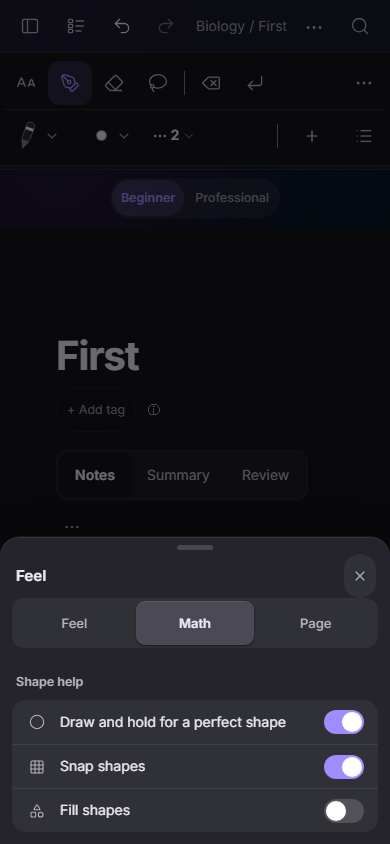 Biology / First
AA
2
Beginner Professional
First
+ Add tag
Notes Summary Review
Feel
Feel Math Page
Shape help
Draw and hold for a perfect shape
Snap shapes
Fill shapes